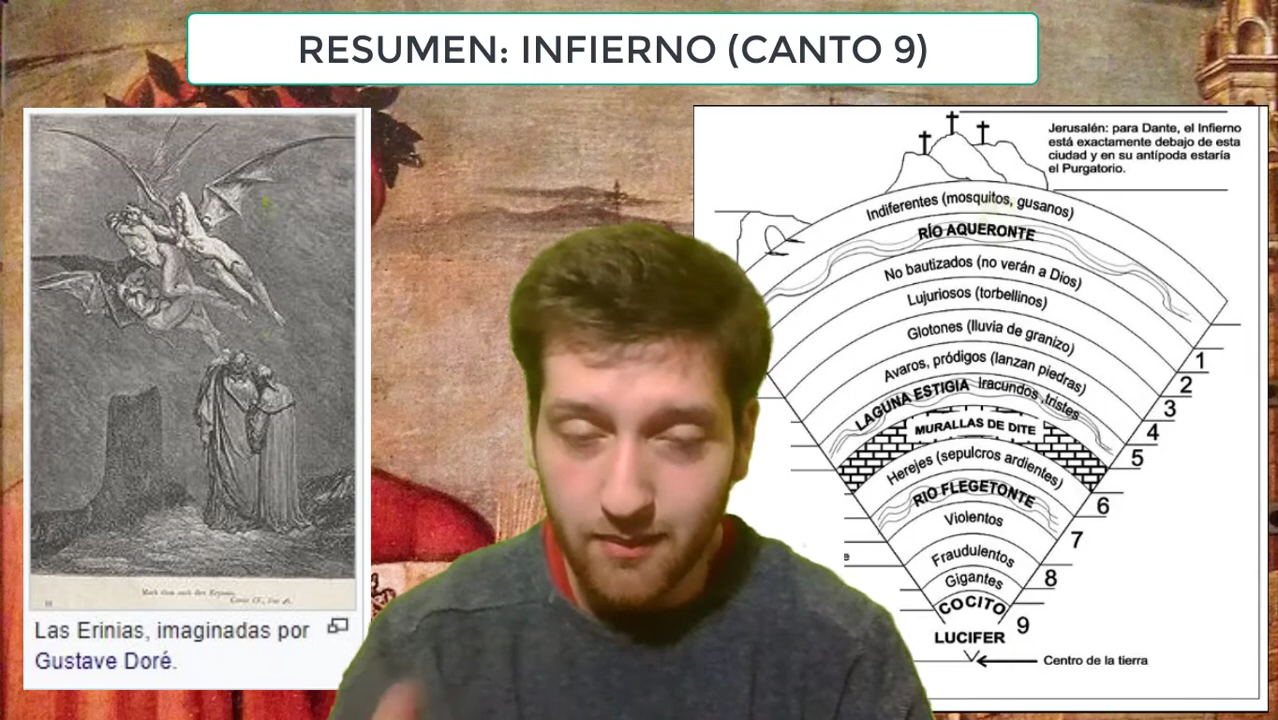 RESUMEN: INFIERNO (CANTO 9)
Las Erinias, imaginadas por
Gustave Doré.
Jerusalén: para Dante, el Infierno
está exactamente debajo de esta
ciudad y en su antípoda estaría
el Purgatorio.
Indiferentes (mosquitos, gusanos)
RÍO AQUERONTE
No bautizados (no verán a Dios)
Lujuriosos (torbellinos)
Glotones (lluvia de granizo)
Avaros, pródigos (lanzan piedras)
LAGUNA ESTIGIA Iracundos ,tristes
MURALLAS DE DITE
Herejes (sepulcros ardientes)
RIO FLEGETONTE
Violentos
Fraudulentos
Gigantes
COCITO
LUCIFER
1
2
3
4
5
6
7
8
9
Centro de la tierra